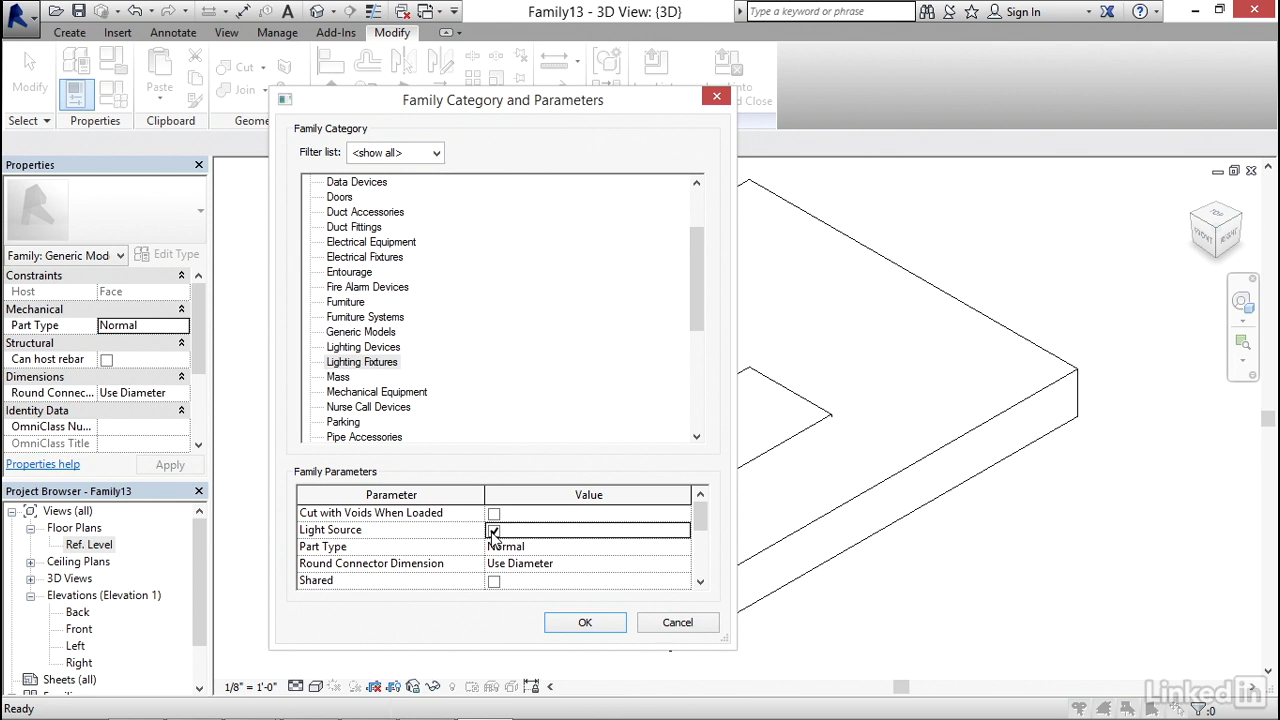 Family13 - 3D View: {3D}
Type a keyword or phrase
Sign In
Create Insert Annotate View Manage Add-Ins Modify
Modify
Paste
Cut
Join
Close
Select Properties Clipboard Geome
Properties
Family: Generic Mod
Edit Type
Constraints
Host Face
Mechanical
Part Type Normal
Structural
Can host rebar
Dimensions
Round Connec... Use Diameter
Identity Data
OmniClass Nu...
OmniClass Title
Properties help
Apply
Project Browser - Family13
Views (all)
Floor Plans
Ref. Level
Ceiling Plans
3D Views
Elevations (Elevation 1)
Back
Front
Left
Right
Sheets (all)
Family Category and Parameters
Family Category
Filter list: <show all>
Data Devices
Doors
Duct Accessories
Duct Fittings
Electrical Equipment
Electrical Fixtures
Entourage
Fire Alarm Devices
Furniture
Furniture Systems
Generic Models
Lighting Devices
Lighting Fixtures
Mass
Mechanical Equipment
Nurse Call Devices
Parking
Pipe Accessories
Family Parameters
Parameter Value
Cut with Voids When Loaded
Light Source
Part Type Normal
Round Connector Dimension Use Diameter
Shared
OK
Cancel
TOP
FRONT
RIGHT
1/8" = 1'-0"
Ready
:0
Linked in